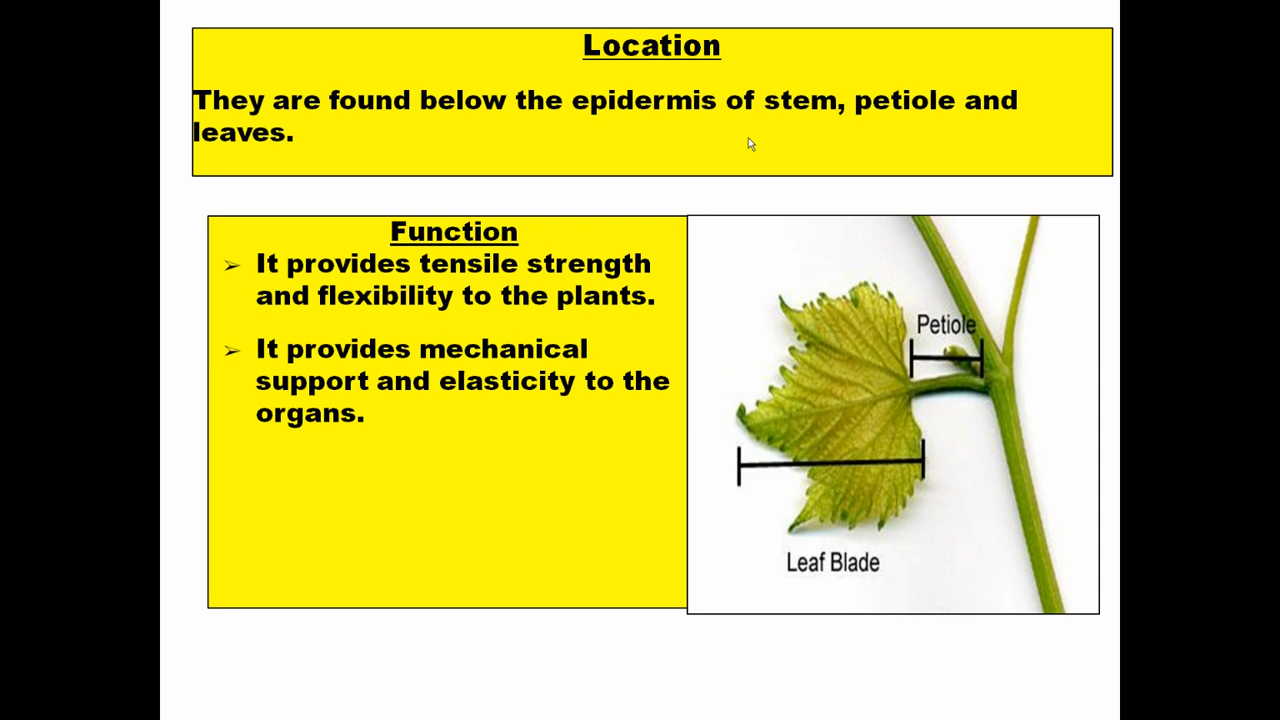 Location
They are found below the epidermis of stem, petiole and
leaves.
Function
➢ It provides tensile strength
and flexibility to the plants.
➢ It provides mechanical
support and elasticity to the
organs.
Petiole
Leaf Blade